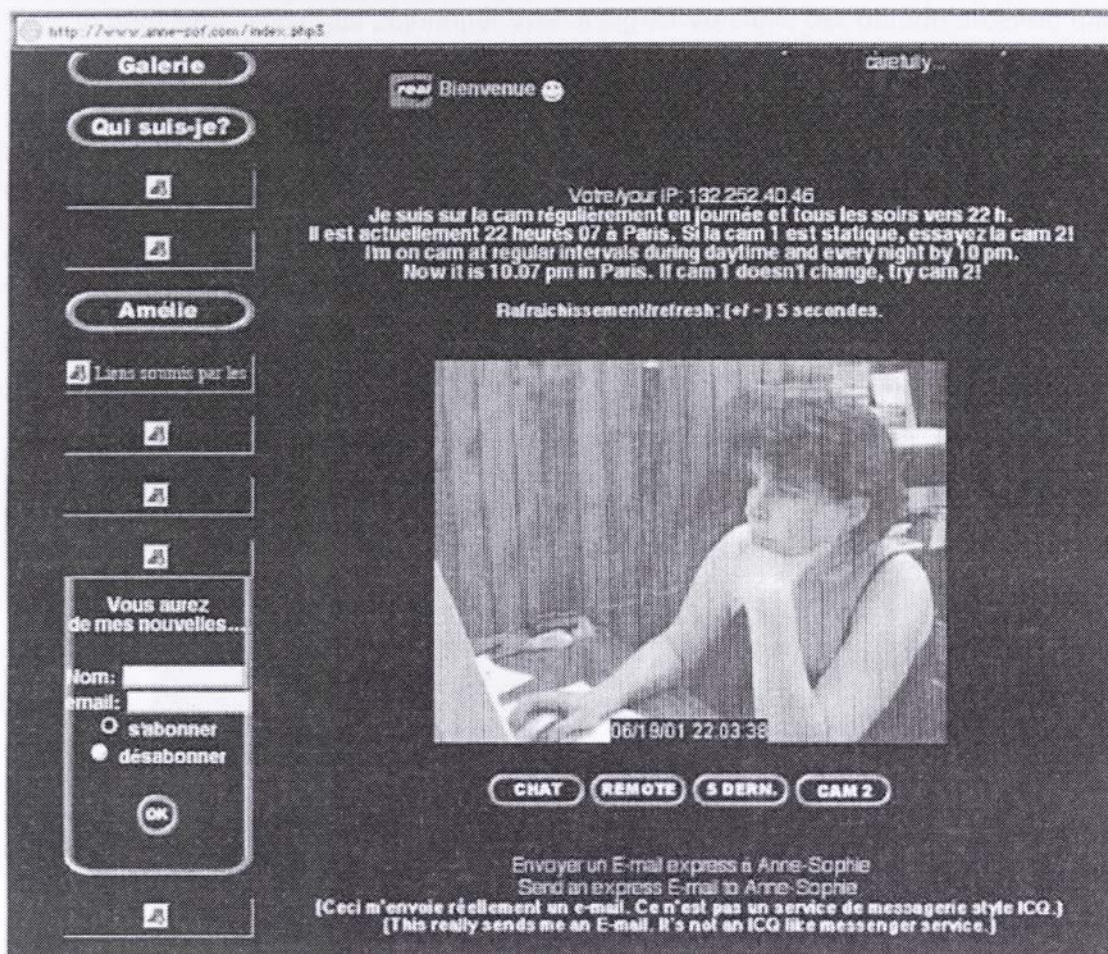 http://www.anne-sof.com/index.php3
Galerie
Qui suis-je?
Amélie
Liens soumis par les
Vous aurez
de mes nouvelles...
Nom:
email:
s'abonner
désabonner
OK
carefully...
real Bienvenue
Votre/your IP: 132.252.40.46
Je suis sur la cam régulièrement en journée et tous les soirs vers 22 h.
Il est actuellement 22 heures 07 à Paris. Si la cam 1 est statique, essayez la cam 2!
I'm on cam at regular intervals during daytime and every night by 10 pm.
Now it is 10.07 pm in Paris. If cam 1 doesn't change, try cam 2!
Rafraichissement/refresh: [+/-] 5 secondes.
06/19/01 22:03:38
CHAT REMOTE 5 DERN. CAM 2
Envoyer un E-mail express à Anne-Sophie
Send an express E-mail to Anne-Sophie
[Ceci m'envoie réellement un e-mail. Ce n'est pas un service de messagerie style ICQ.]
[This really sends me an E-mail. It's not an ICQ like messenger service.]